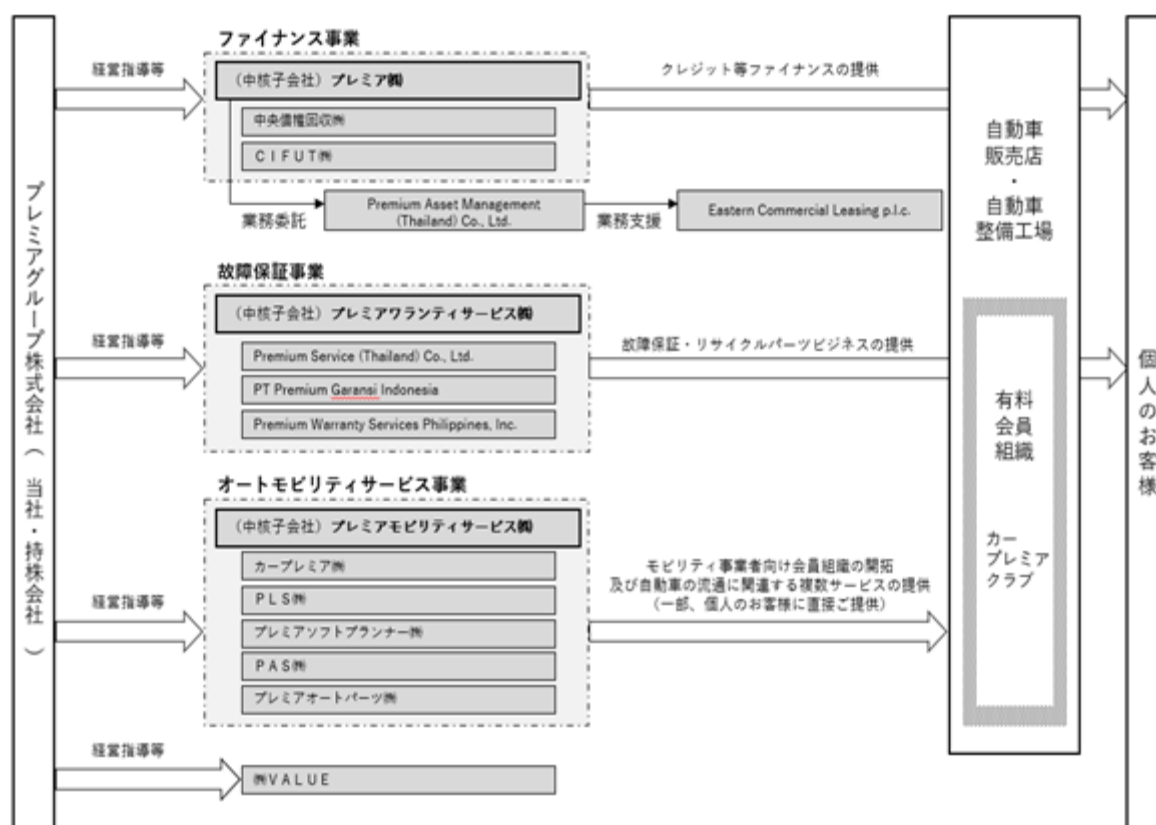 プレミアグループ株式会社（当社・持株会社）
ファイナンス事業
経営指導等
（中核子会社）プレミア㈱
クレジット等ファイナンスの提供
中央債権回収㈱
ＣＩＦＵＴ㈱
業務委託
Premium Asset Management
(Thailand) Co., Ltd.
業務支援
Eastern Commercial Leasing p.l.c.
故障保証事業
経営指導等
（中核子会社）プレミアワランティサービス㈱
故障保証・リサイクルパーツビジネスの提供
Premium Service (Thailand) Co., Ltd.
PT Premium Garansi Indonesia
Premium Warranty Services Philippines, Inc.
オートモビリティサービス事業
（中核子会社）プレミアモビリティサービス㈱
カープレミア㈱
経営指導等
ＰＬＳ㈱
プレミアソフトプランナー㈱
ＰＡＳ㈱
プレミアオートパーツ㈱
モビリティ事業者向け会員組織の開拓
及び自動車の流通に関連する複数サービスの提供
（一部、個人のお客様に直接ご提供）
経営指導等
㈱ＶＡＬＵＥ
自動車
販売店
・
自動車
整備工場
有料
会員
組織
カー
プレミア
クラブ
個人のお客様